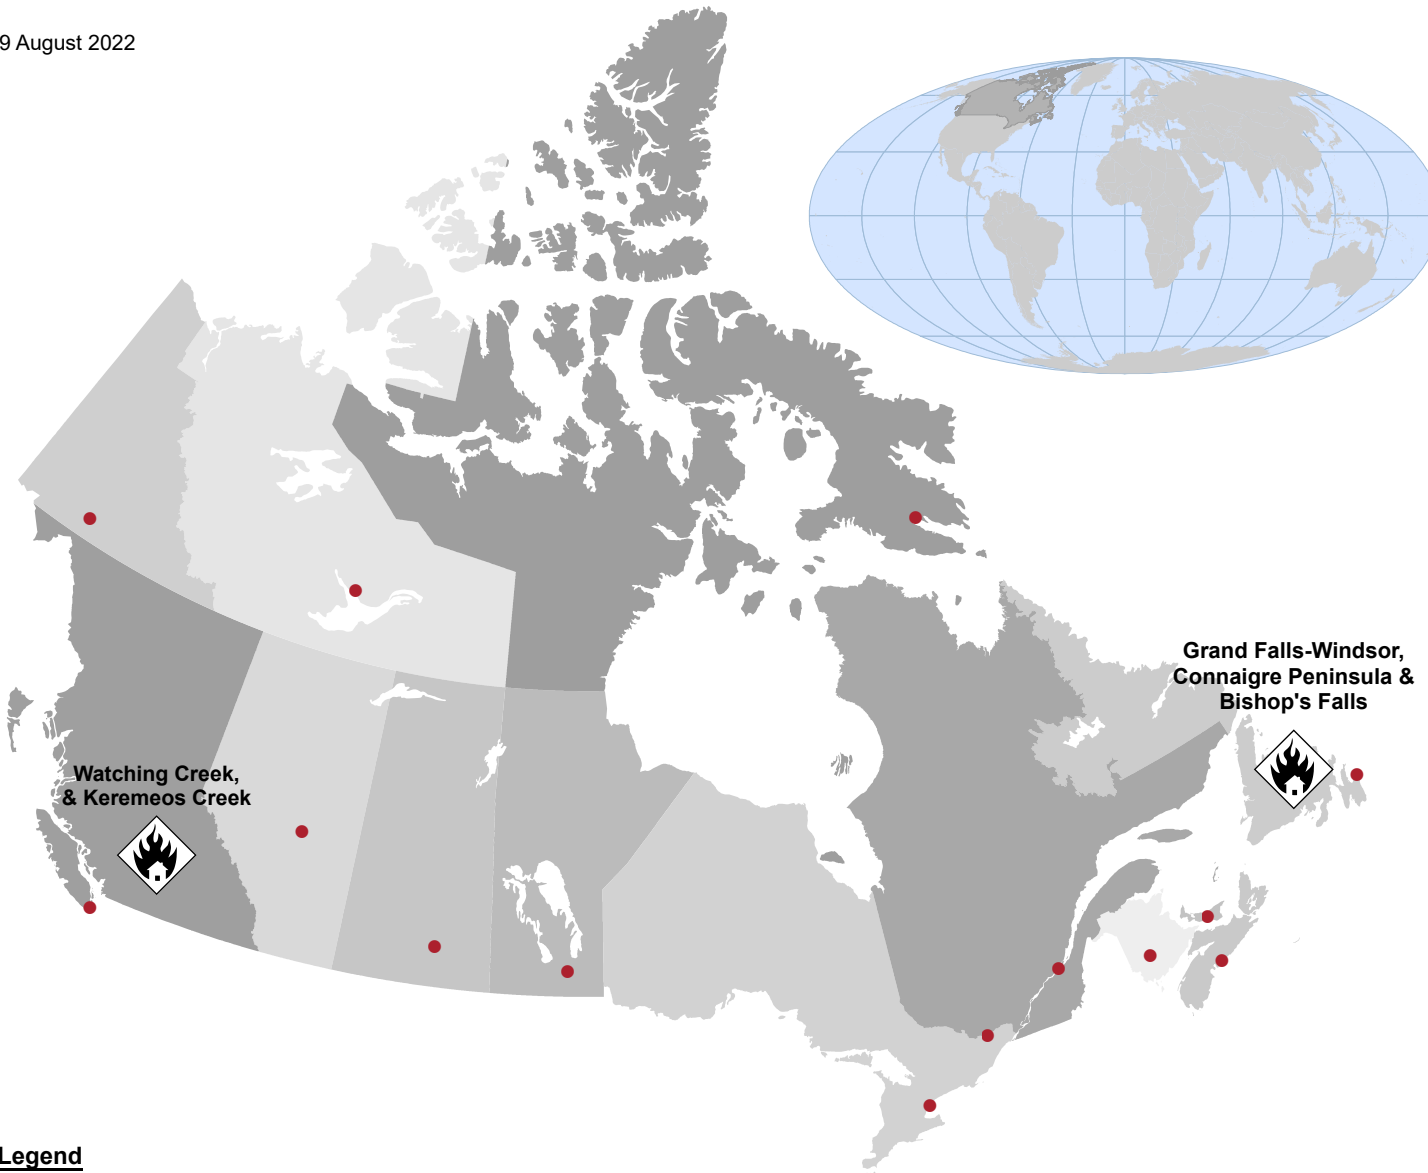 9 August 2022
Grand Falls-Windsor,
Connaigre Peninsula &
Bishop's Falls
Watching Creek,
& Keremeos Creek
Legend